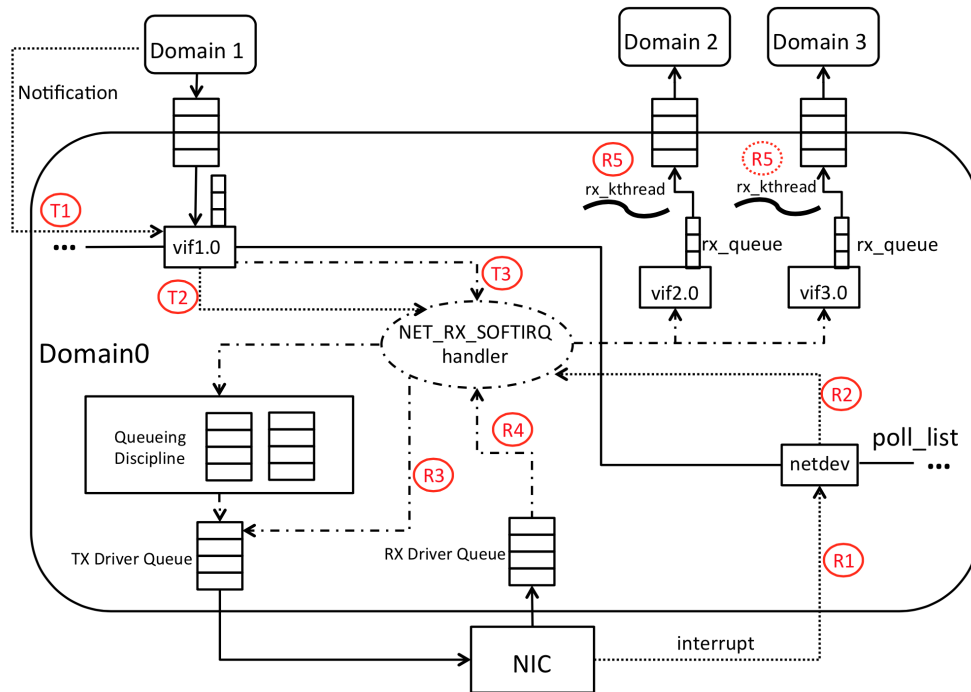 Domain 1
Domain 2
Domain 3
Notification
R5
R5
rx_kthread
rx_kthread
T1
...
vif1.0
rx_queue
rx_queue
T3
T2
vif2.0
vif3.0
NET_RX_SOFTIRQ
handler
Domain0
R2
Queueing
Discipline
R4
poll_list
R3
netdev
...
TX Driver Queue
RX Driver Queue
R1
NIC
interrupt